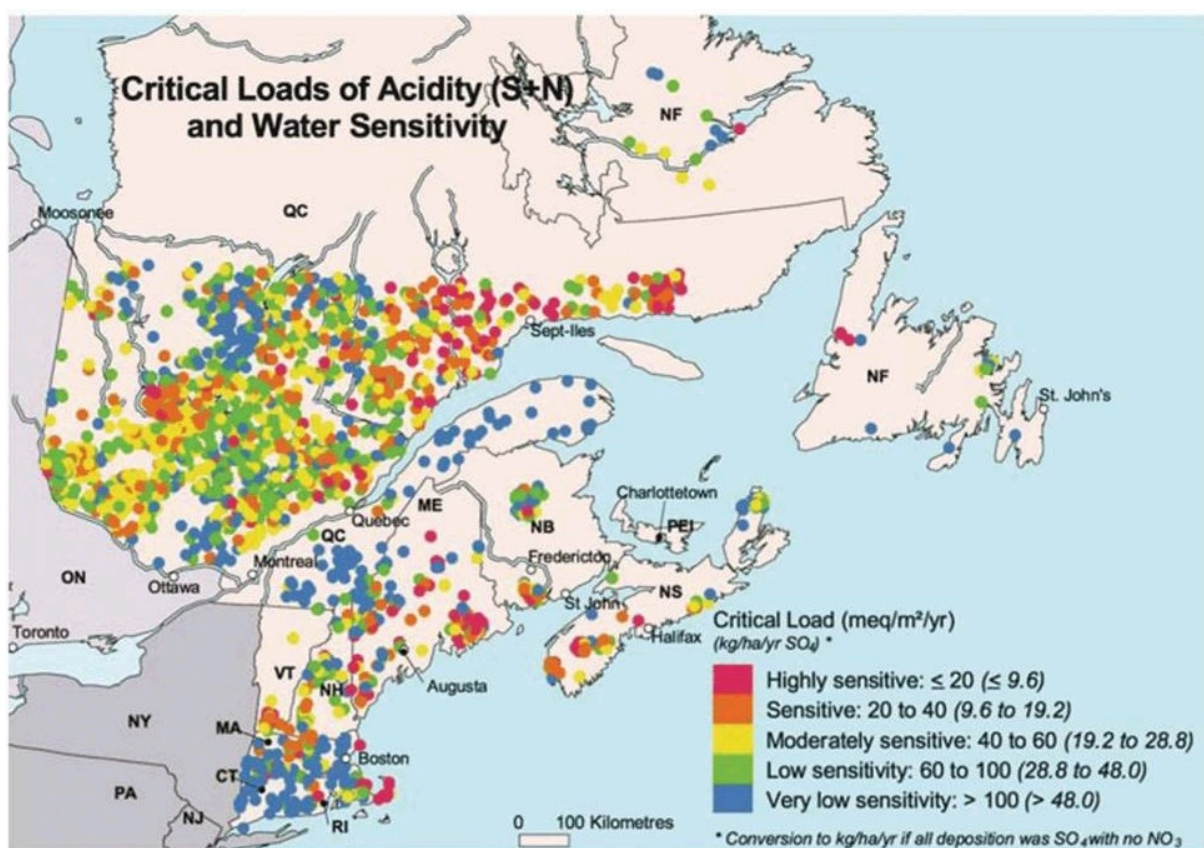 Critical Loads of Acidity (S+N)
and Water Sensitivity
NF
QC
Moosonee
Sept-Iles
NF
St. John's
Charlottetown
ME
Quebec
NB
PEI
QC
Fredericton
Montreal
ON
Ottawa
NS
St John
Toronto
Halifax
VT
NH
Augusta
NY
MA
Boston
CT
PA
NJ
RI
Critical Load (meq/m²/yr)
(kg/ha/yr SO₄) *
Highly sensitive: ≤ 20 (≤ 9.6)
Sensitive: 20 to 40 (9.6 to 19.2)
Moderately sensitive: 40 to 60 (19.2 to 28.8)
Low sensitivity: 60 to 100 (28.8 to 48.0)
Very low sensitivity: > 100 (> 48.0)
0 100 Kilometres
* Conversion to kg/ha/yr if all deposition was SO₄ with no NO₃